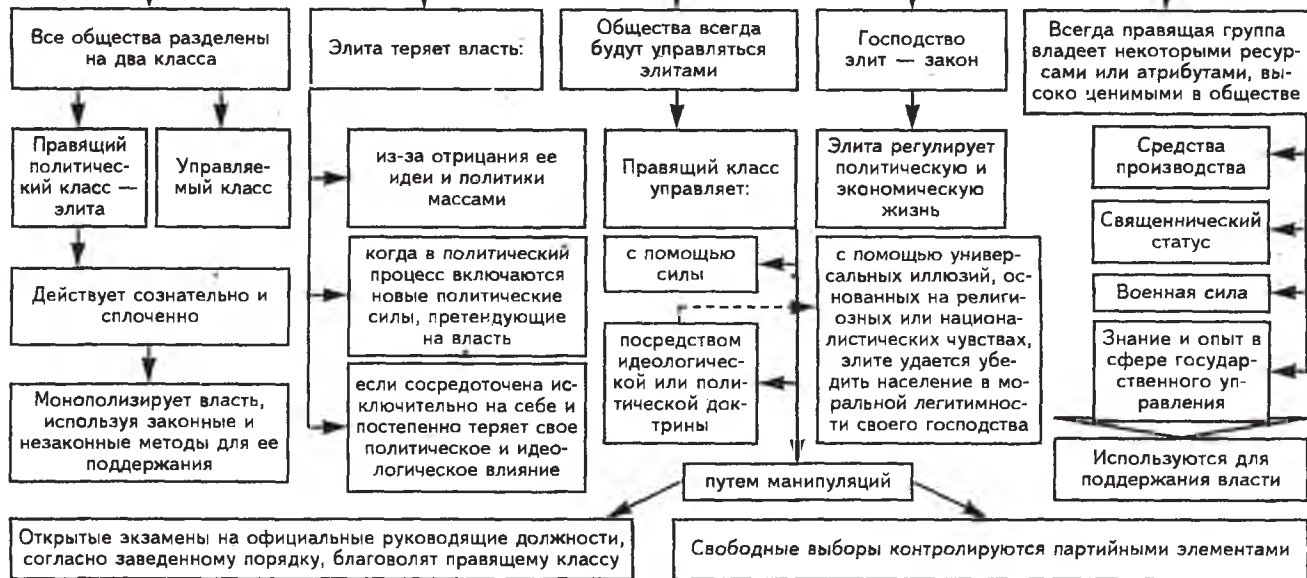 Все общества разделены
на два класса
Элита теряет власть:
Общества всегда
будут управляться
элитами
Господство
элит — закон
Всегда правящая группа
владеет некоторыми ресур-
сами или атрибутами, вы-
соко ценимыми в обществе
Правящий
политичес-
кий класс —
элита
Управляе-
мый класс
из-за отрицания ее
идеи и политики
массами
Правящий класс
управляет:
Элита регулирует
политическую и
экономическую
жизнь
Средства
производства
Священнический
статус
Военная сила
Знание и опыт в
сфере государ-
ственного уп-
равления
Используются для
поддержания власти
Действует сознательно и
сплоченно
когда в политический
процесс включаются
новые политические
силы, претендующие
на власть
с помощью
силы
с помощью универ-
сальных иллюзий, ос-
нованных на религи-
озных или национа-
листических чувствах,
элите удается убе-
дить население в мо-
ральной легитимнос-
ти своего господства
посредством
идеологичес-
кой или поли-
тической док-
трины
Монополизирует власть,
используя законные и
незаконные методы для ее
поддержания
если сосредоточена ис-
ключительно на себе и
постепенно теряет свое
политическое и идео-
логическое влияние
путем манипуляций
Открытые экзамены на официальные руководящие должности,
согласно заведенному порядку, благоволят правящему классу
Свободные выборы контролируются партийными элементами